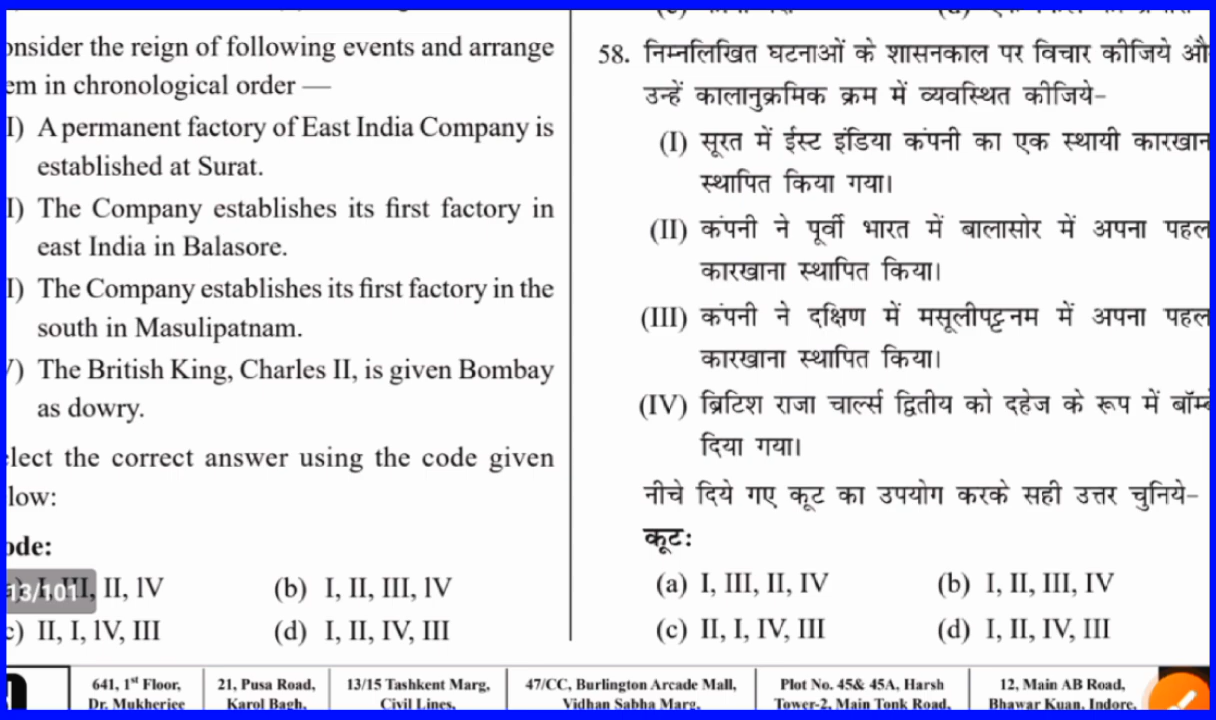 onsider the reign of following events and arrange
em in chronological order —
I) A permanent factory of East India Company is
established at Surat.
I) The Company establishes its first factory in
east India in Balasore.
I) The Company establishes its first factory in the
south in Masulipatnam.
) The British King, Charles II, is given Bombay
as dowry.
lect the correct answer using the code given
low:
ode:
13/101
II, lV
(b) I, II, III, lV
c) II, I, lV, III
(d) I, II, IV, III
58. निम्नलिखित घटनाओं के शासनकाल पर विचार कीजिये औ
उन्हें कालानुक्रमिक क्रम में व्यवस्थित कीजिये-
(I) सूरत में ईस्ट इंडिया कंपनी का एक स्थायी कारखान
स्थापित किया गया।
(II) कंपनी ने पूर्वी भारत में बालासोर में अपना पहल
कारखाना स्थापित किया।
(III) कंपनी ने दक्षिण में मसूलीपट्टनम में अपना पहल
कारखाना स्थापित किया।
(IV) ब्रिटिश राजा चार्ल्स द्वितीय को दहेज के रूप में बॉम्ब
दिया गया।
नीचे दिये गए कूट का उपयोग करके सही उत्तर चुनिये-
कूट:
(a) I, III, II, IV
(b) I, II, III, IV
(c) II, I, IV, III
(d) I, II, IV, III
641, 1st Floor,
Dr. Mukherjee
21, Pusa Road,
Karol Bagh,
13/15 Tashkent Marg,
Civil Lines,
47/CC, Burlington Arcade Mall,
Vidhan Sabha Marg,
Plot No. 45& 45A, Harsh
Tower-2, Main Tonk Road,
12, Main AB Road,
Bhawar Kuan, Indore,